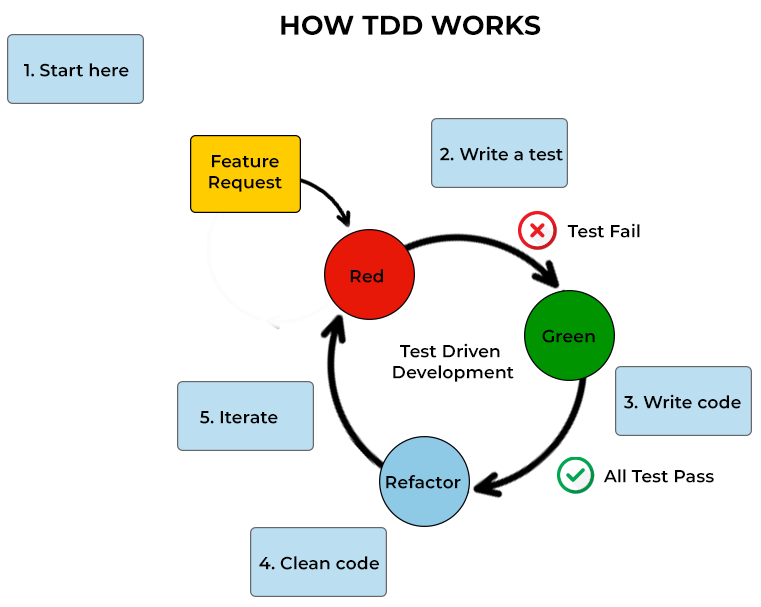 HOW TDD WORKS
1. Start here
2. Write a test
Feature
Request
Test Fail
Red
Green
Test Driven
Development
3. Write code
5. Iterate
All Test Pass
Refactor
4. Clean code